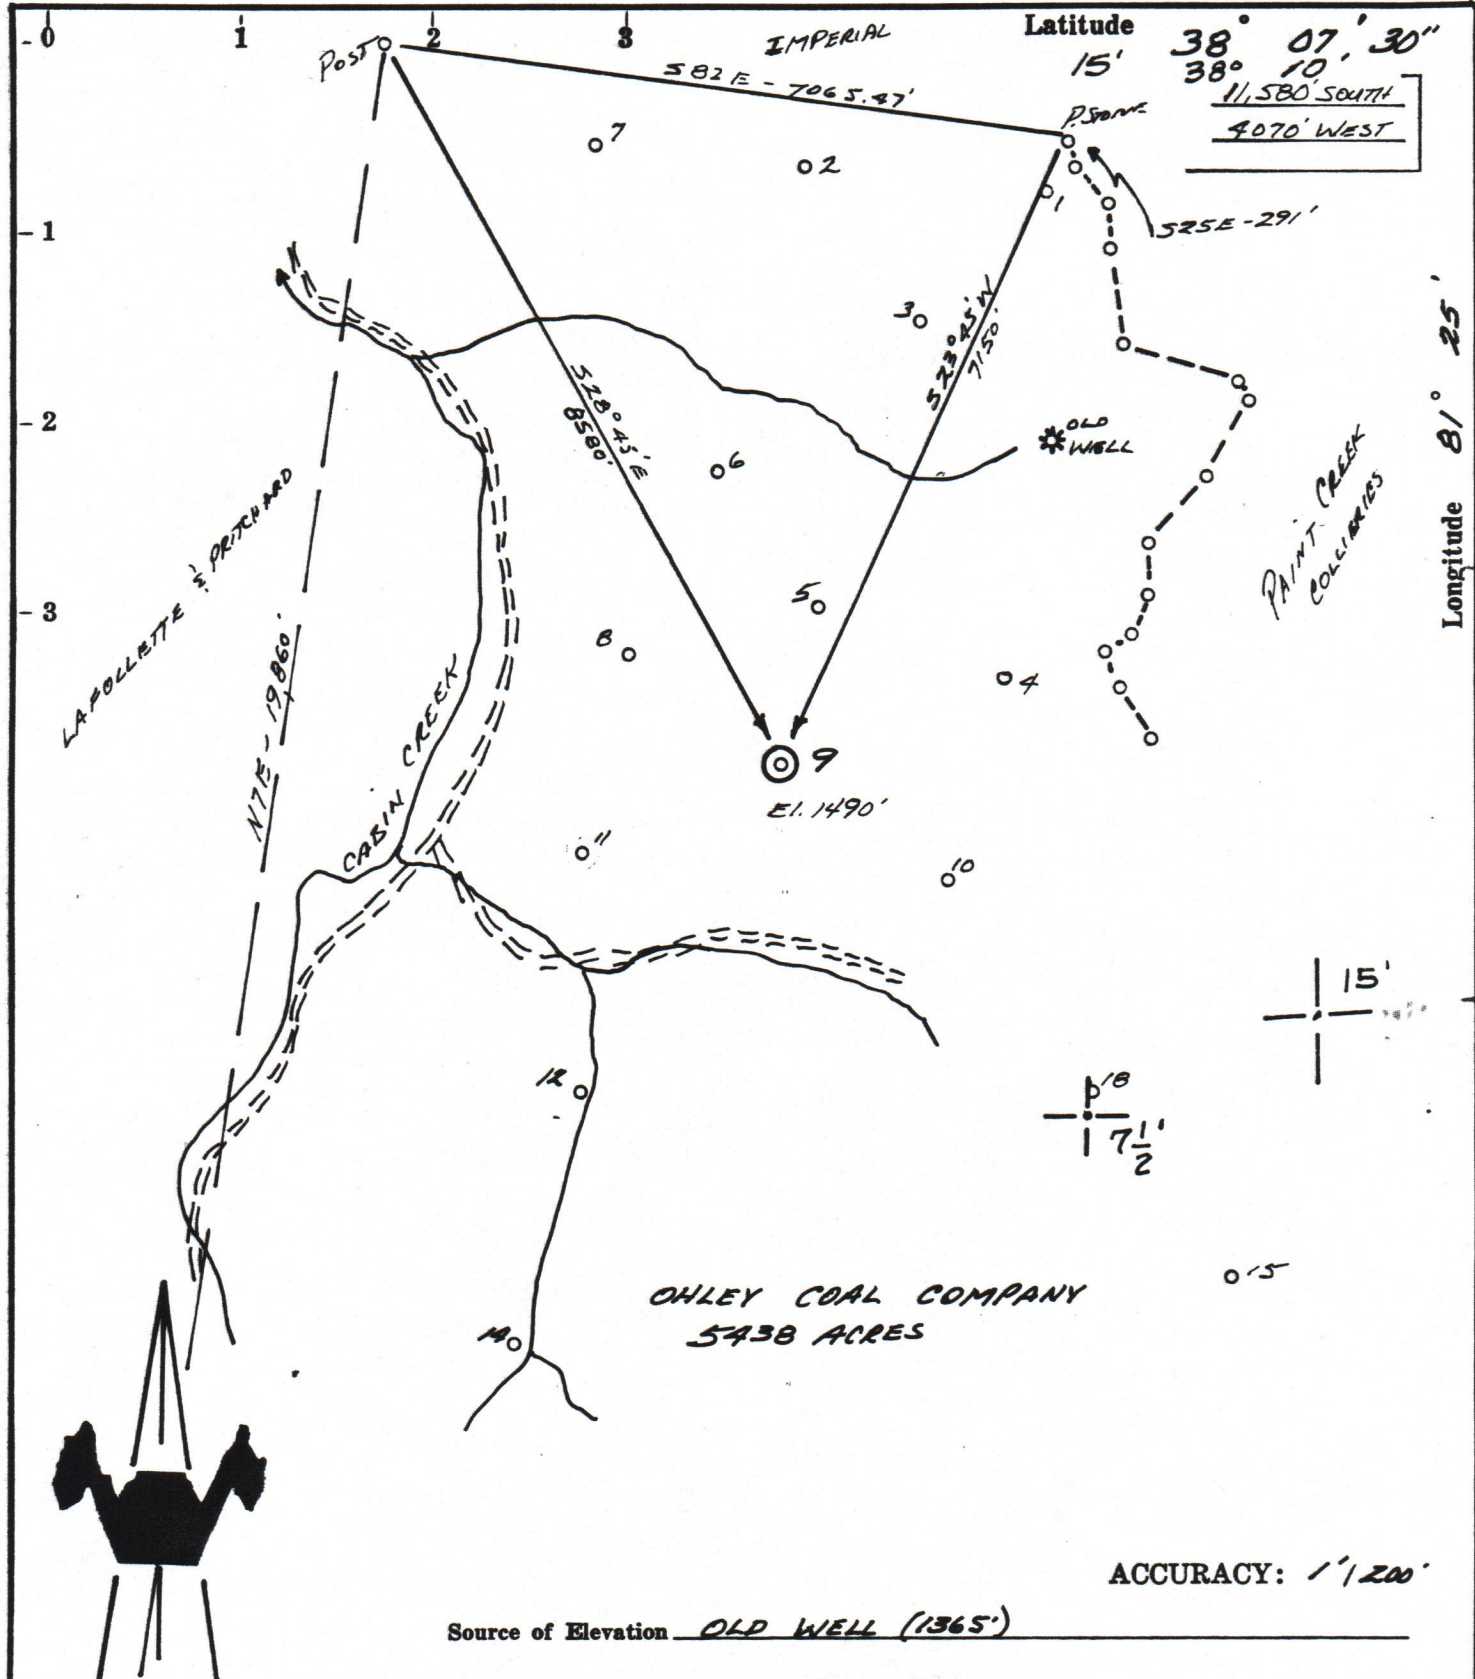 - 0 1 2 3
IMPERIAL
Latitude 38° 07' 30"
15' 38° 10'
11,580' SOUTH
4070' WEST
POST
S82E - 7065.47'
P. STONE
7
2
1
- 1
S25E - 291'
3
S23°45'W
7150'
S28°45'E
8580'
Longitude 81° 25'
- 2
OLD
WELL
6
LAFOLLETTE & PRITCHARD
PAINT CREEK
COLLIERIES
- 3
5
8
4
N7E - 19,860'
CABIN CREEK
9
El. 1490'
11
10
15'
12
18
7 1/2'
15
OHLEY COAL COMPANY
5438 ACRES
14
ACCURACY: 1'/200'
Source of Elevation OLD WELL (1365')